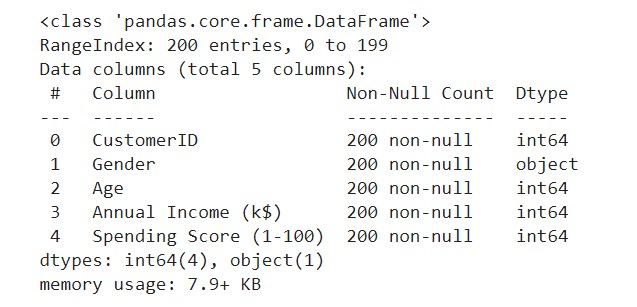 <class 'pandas.core.frame.DataFrame'>
RangeIndex: 200 entries, 0 to 199
Data columns (total 5 columns):
 #   Column                  Non-Null Count  Dtype
---  ------                  --------------  -----
 0   CustomerID              200 non-null    int64
 1   Gender                  200 non-null    object
 2   Age                     200 non-null    int64
 3   Annual Income (k$)      200 non-null    int64
 4   Spending Score (1-100)  200 non-null    int64
dtypes: int64(4), object(1)
memory usage: 7.9+ KB